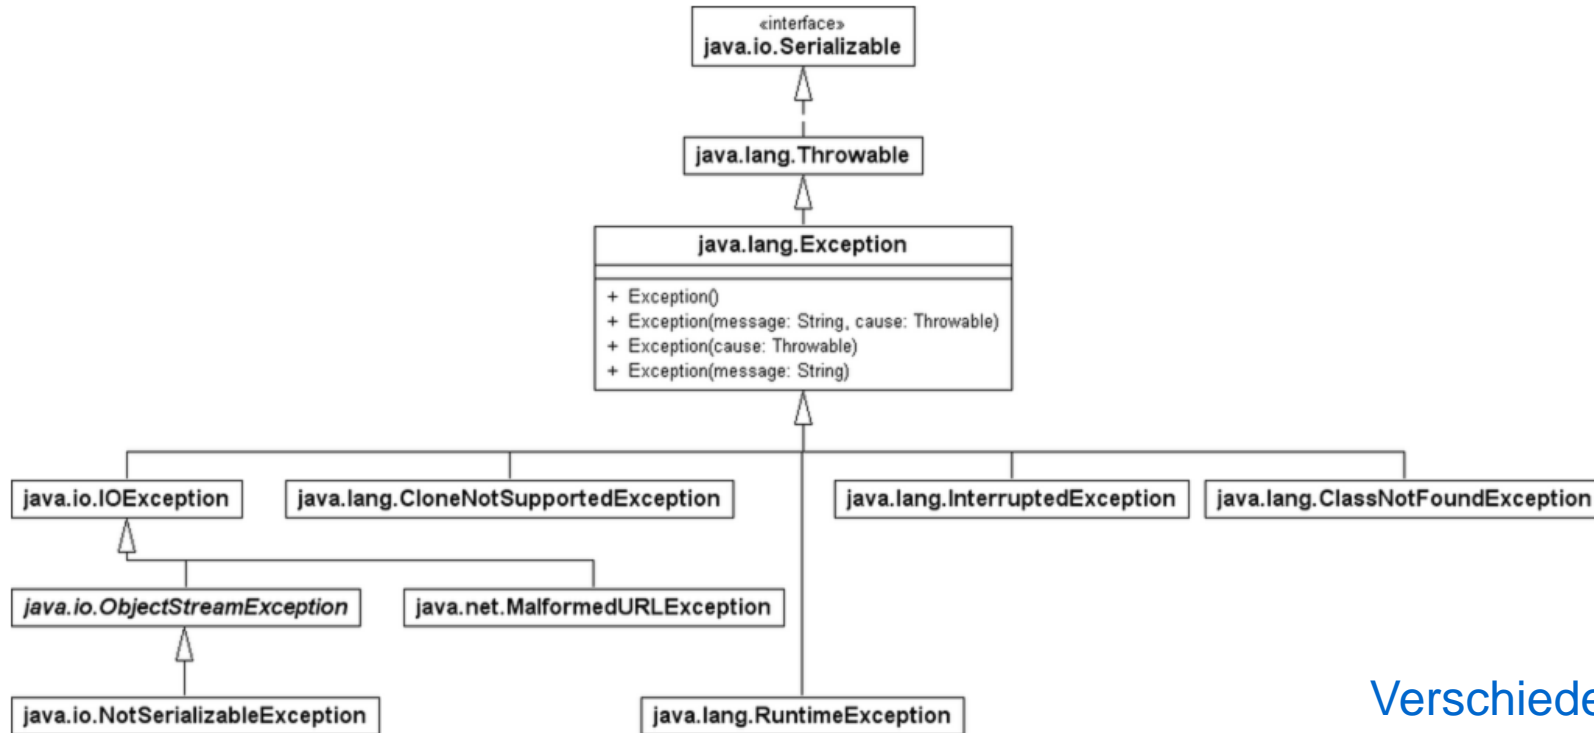 «interface»
java.io.Serializable
java.lang.Throwable
java.lang.Exception
+ Exception()
+ Exception(message: String, cause: Throwable)
+ Exception(cause: Throwable)
+ Exception(message: String)
java.io.IOException
java.lang.CloneNotSupportedException
java.lang.InterruptedException
java.lang.ClassNotFoundException
java.io.ObjectStreamException
java.net.MalformedURLException
java.io.NotSerializableException
java.lang.RuntimeException
Verschiede